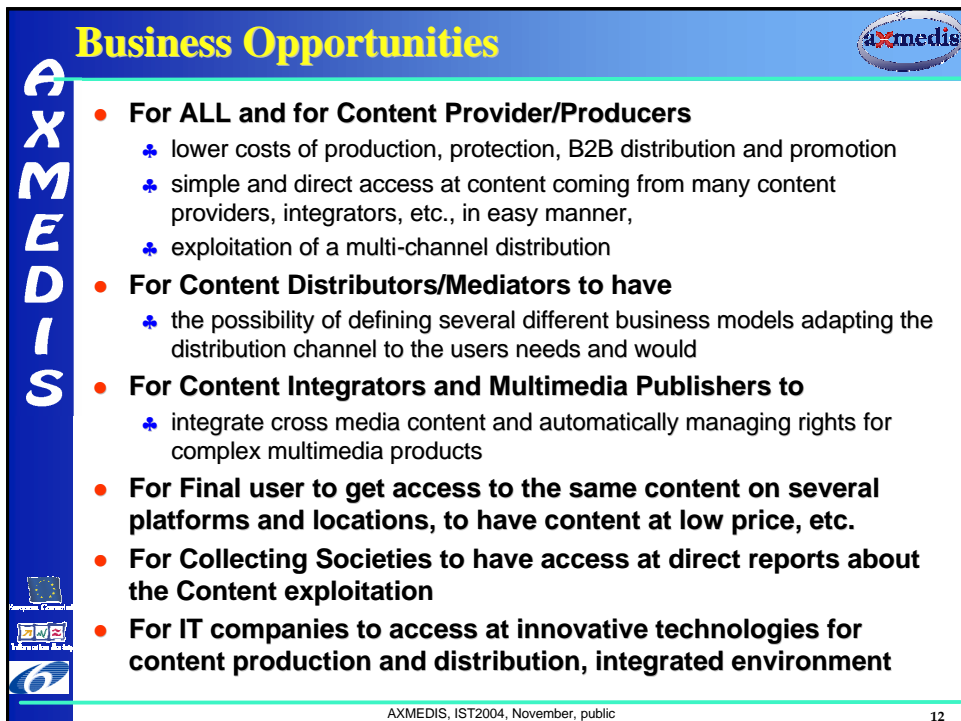 Business Opportunities
axmedis
AXMEDIS
For ALL and for Content Provider/Producers
lower costs of production, protection, B2B distribution and promotion
simple and direct access at content coming from many content
providers, integrators, etc., in easy manner,
exploitation of a multi-channel distribution
For Content Distributors/Mediators to have
the possibility of defining several different business models adapting the
distribution channel to the users needs and would
For Content Integrators and Multimedia Publishers to
integrate cross media content and automatically managing rights for
complex multimedia products
For Final user to get access to the same content on several
platforms and locations, to have content at low price, etc.
For Collecting Societies to have access at direct reports about
the Content exploitation
For IT companies to access at innovative technologies for
content production and distribution, integrated environment
European
6
AXMEDIS, IST2004, November, public
12